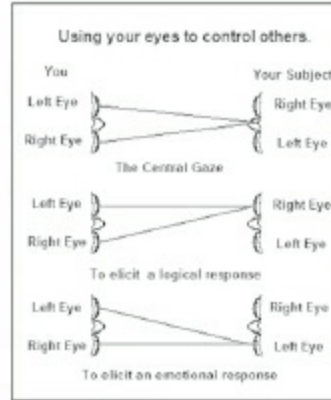 Using your eyes to control others.
You Your Subject
Left Eye Right Eye
Right Eye Left Eye
The Central Gaze
Left Eye Right Eye
Right Eye Left Eye
To elicit a logical response
Left Eye Right Eye
Right Eye Left Eye
To elicit an emotional response